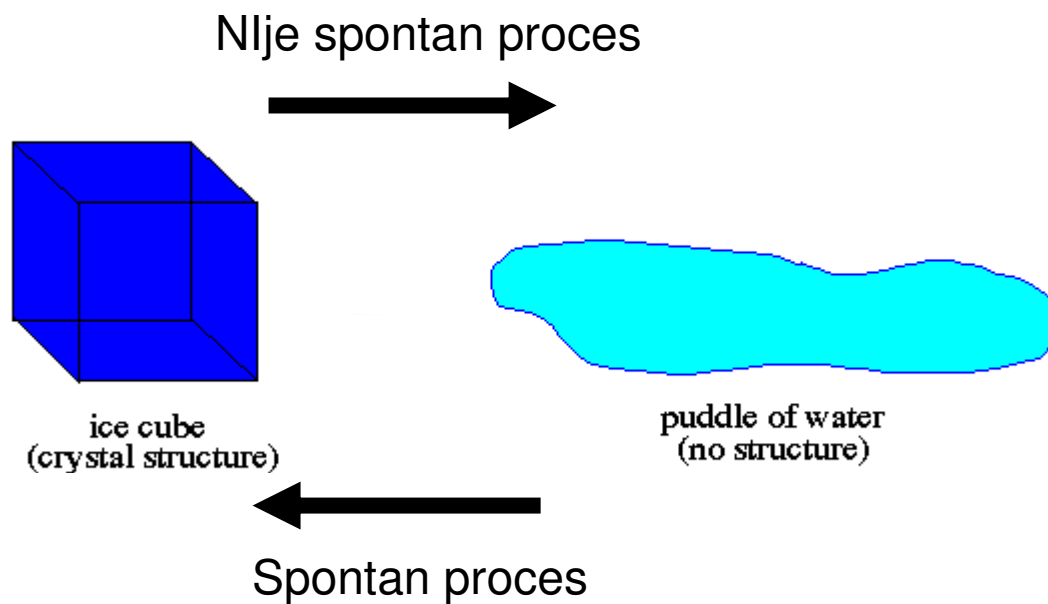 NIje spontan proces
ice cube
(crystal structure)
puddle of water
(no structure)
Spontan proces